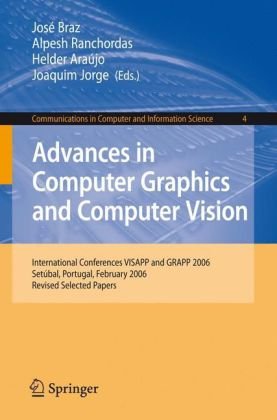 José Braz
Alpesh Ranchordas
Helder Araújo
Joaquim Jorge (Eds.)
Communications in Computer and Information Science 4
Advances in
Computer Graphics
and Computer Vision
International Conferences VISAPP and GRAPP 2006
Setúbal, Portugal, February 2006
Revised Selected Papers
Springer